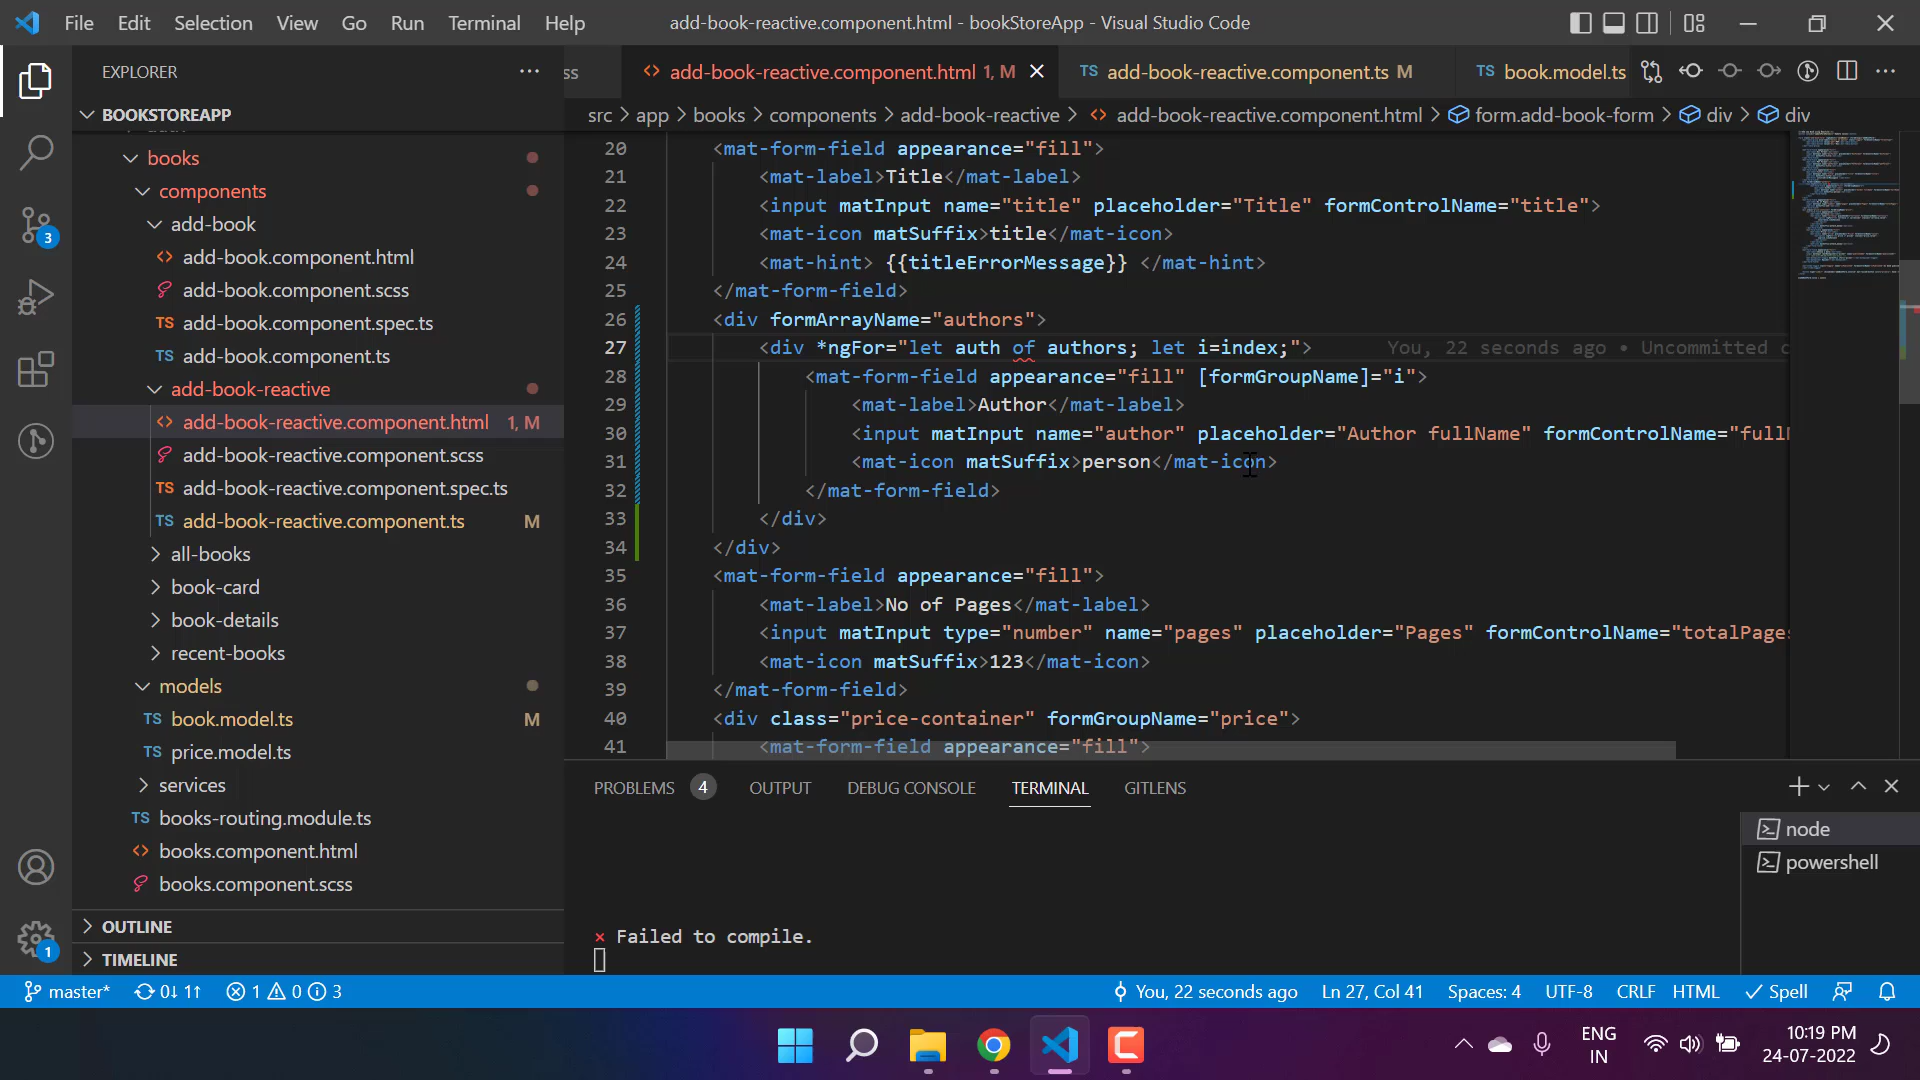 File Edit Selection View Go Run Terminal Help
add-book-reactive.component.html - bookStoreApp - Visual Studio Code
EXPLORER
ss
add-book-reactive.component.html 1, M
TS add-book-reactive.component.ts M
TS book.model.ts
BOOKSTOREAPP
src > app > books > components > add-book-reactive > add-book-reactive.component.html > form.add-book-form > div > div
books
components
add-book
add-book.component.html
add-book.component.scss
TS add-book.component.spec.ts
TS add-book.component.ts
add-book-reactive
add-book-reactive.component.html 1, M
add-book-reactive.component.scss
TS add-book-reactive.component.spec.ts
TS add-book-reactive.component.ts M
all-books
book-card
book-details
recent-books
models
TS book.model.ts M
TS price.model.ts
services
TS books-routing.module.ts
books.component.html
books.component.scss
OUTLINE
TIMELINE
3
1
20 <mat-form-field appearance="fill">
21 <mat-label>Title</mat-label>
22 <input matInput name="title" placeholder="Title" formControlName="title">
23 <mat-icon matSuffix>title</mat-icon>
24 <mat-hint> {{titleErrorMessage}} </mat-hint>
25 </mat-form-field>
26 <div formArrayName="authors">
27 <div *ngFor="let auth of authors; let i=index;"> You, 22 seconds ago • Uncommitted c
28 <mat-form-field appearance="fill" [formGroupName]="i">
29 <mat-label>Author</mat-label>
30 <input matInput name="author" placeholder="Author fullName" formControlName="fullN
31 <mat-icon matSuffix>person</mat-icon>
32 </mat-form-field>
33 </div>
34 </div>
35 <mat-form-field appearance="fill">
36 <mat-label>No of Pages</mat-label>
37 <input matInput type="number" name="pages" placeholder="Pages" formControlName="totalPages
38 <mat-icon matSuffix>123</mat-icon>
39 </mat-form-field>
40 <div class="price-container" formGroupName="price">
41 <mat-form-field appearance="fill">
PROBLEMS 4 OUTPUT DEBUG CONSOLE TERMINAL GITLENS
node
powershell
× Failed to compile.
master* 0↓ 1↑ 1 0 3
You, 22 seconds ago Ln 27, Col 41 Spaces: 4 UTF-8 CRLF HTML Spell
ENG
IN
10:19 PM
24-07-2022